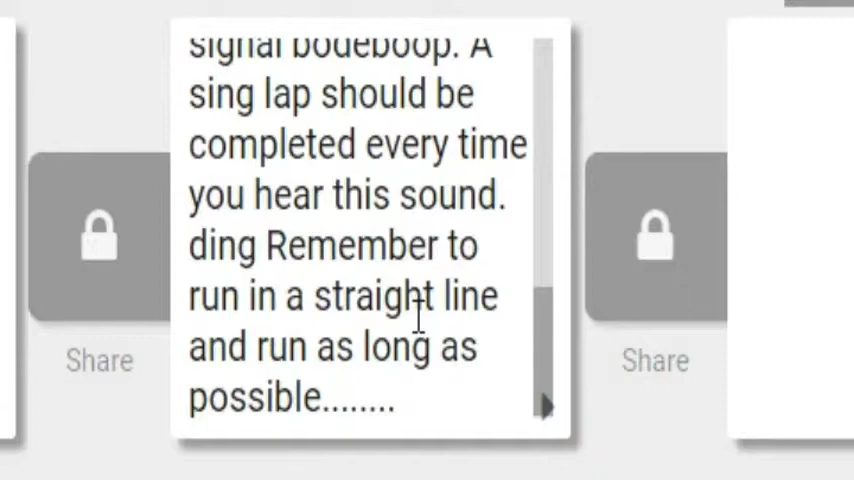 signal bodeboop. A
sing lap should be
completed every time
you hear this sound.
ding Remember to
run in a straight line
and run as long as
possible........
Share
Share